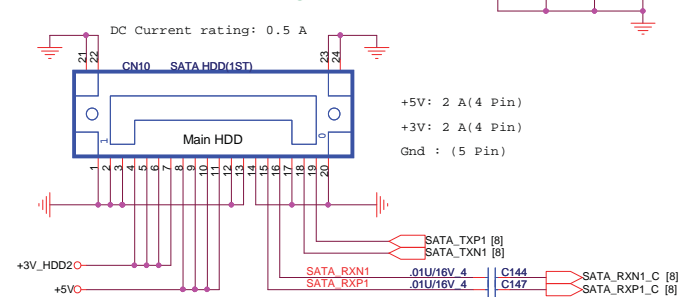 DC Current rating: 0.5 A
21
22
23
24
CN10 SATA HDD(1ST)
+5V: 2 A(4 Pin)
+3V: 2 A(4 Pin)
Gnd : (5 Pin)
1 Main HDD 0
1 2 3 4 5 6 7 8 9 10 11 12 13 14 15 16 17 18 19 20
SATA_TXP1 [8]
SATA_TXN1 [8]
+3V_HDD2
SATA_RXN1 .01U/16V_4 C144 SATA_RXN1_C [8]
SATA_RXP1 .01U/16V_4 C147 SATA_RXP1_C [8]
+5V